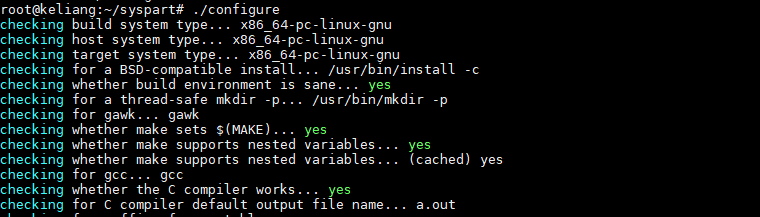 root@keliang:~/syspart# ./configure
checking build system type... x86_64-pc-linux-gnu
checking host system type... x86_64-pc-linux-gnu
checking target system type... x86_64-pc-linux-gnu
checking for a BSD-compatible install... /usr/bin/install -c
checking whether build environment is sane... yes
checking for a thread-safe mkdir -p... /usr/bin/mkdir -p
checking for gawk... gawk
checking whether make sets $(MAKE)... yes
checking whether make supports nested variables... yes
checking whether make supports nested variables... (cached) yes
checking for gcc... gcc
checking whether the C compiler works... yes
checking for C compiler default output file name... a.out